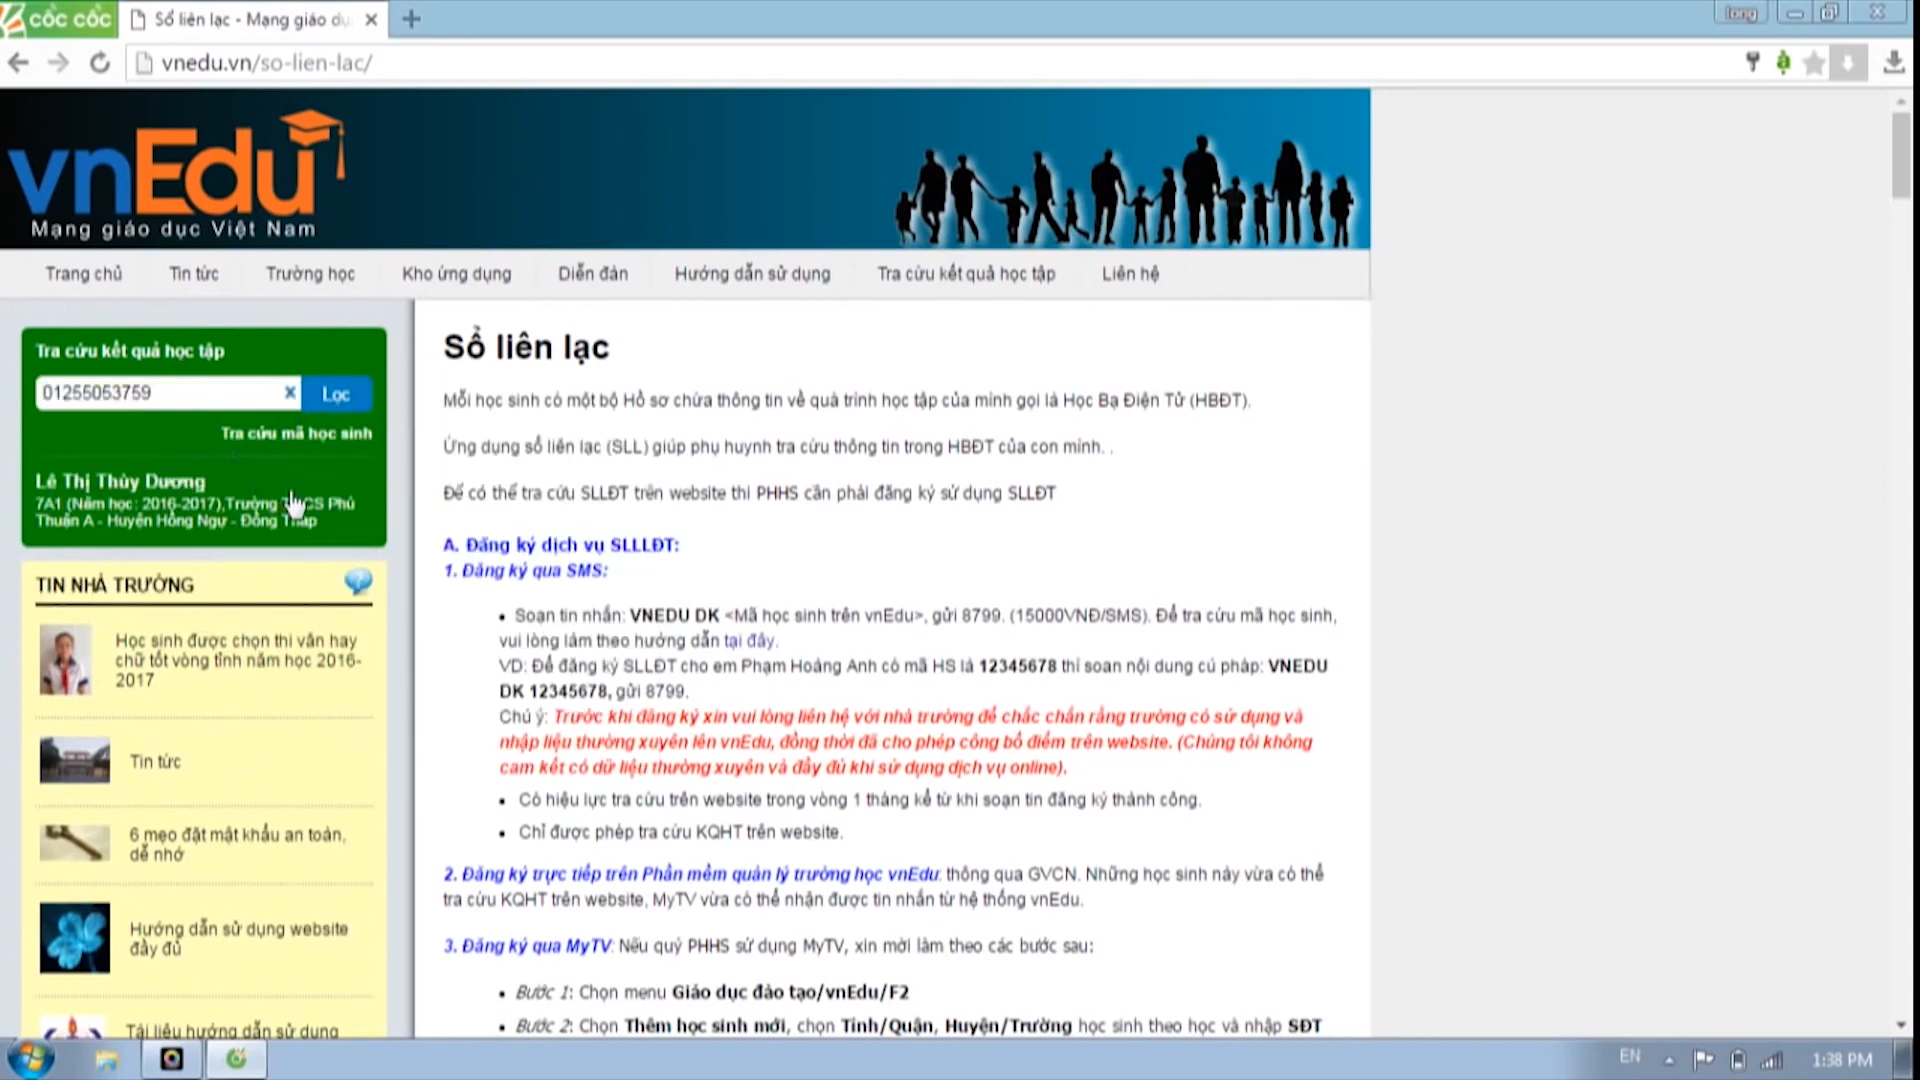 cốc cốc
Sổ liên lạc - Mạng giáo dụ
long
vnedu.vn/so-lien-lac/
vnEdu
Mạng giáo dục Việt Nam
Trang chủ Tin tức Trường học Kho ứng dụng Diễn đàn Hướng dẫn sử dụng Tra cứu kết quả học tập Liên hệ
Tra cứu kết quả học tập
01255053759 x Lọc
Tra cứu mã học sinh
Lê Thị Thùy Dương
7A1 (Năm học: 2016-2017),Trường THCS Phú
Thuận A - Huyện Hồng Ngự - Đồng Tháp
TIN NHÀ TRƯỜNG
Học sinh được chọn thi văn hay
chữ tốt vòng tỉnh năm học 2016-
2017
Tin tức
6 mẹo đặt mật khẩu an toàn,
dễ nhớ
Hướng dẫn sử dụng website
đầy đủ
Tài liệu hướng dẫn sử dụng
Sổ liên lạc
Mỗi học sinh có một bộ Hồ sơ chứa thông tin về quá trình học tập của mình gọi là Học Bạ Điện Tử (HBĐT).
Ứng dụng sổ liên lạc (SLL) giúp phụ huynh tra cứu thông tin trong HBĐT của con mình. .
Để có thể tra cứu SLLĐT trên website thì PHHS cần phải đăng ký sử dụng SLLĐT
A. Đăng ký dịch vụ SLLLĐT:
1. Đăng ký qua SMS:
• Soạn tin nhắn: VNEDU DK <Mã học sinh trên vnEdu>, gửi 8799. (15000VNĐ/SMS). Để tra cứu mã học sinh,
vui lòng làm theo hướng dẫn tại đây.
VD: Để đăng ký SLLĐT cho em Phạm Hoàng Anh có mã HS là 12345678 thì soạn nội dung cú pháp: VNEDU
DK 12345678, gửi 8799.
Chú ý: Trước khi đăng ký xin vui lòng liên hệ với nhà trường để chắc chắn rằng trường có sử dụng và
nhập liệu thường xuyên lên vnEdu, đồng thời đã cho phép công bố điểm trên website. (Chúng tôi không
cam kết có dữ liệu thường xuyên và đầy đủ khi sử dụng dịch vụ online).
• Có hiệu lực tra cứu trên website trong vòng 1 tháng kể từ khi soạn tin đăng ký thành công.
• Chỉ được phép tra cứu KQHT trên website.
2. Đăng ký trực tiếp trên Phần mềm quản lý trường học vnEdu: thông qua GVCN. Những học sinh này vừa có thể
tra cứu KQHT trên website, MyTV vừa có thể nhận được tin nhắn từ hệ thống vnEdu.
3. Đăng ký qua MyTV: Nếu quý PHHS sử dụng MyTV, xin mời làm theo các bước sau:
• Bước 1: Chọn menu Giáo dục đào tạo/vnEdu/F2
• Bước 2: Chọn Thêm học sinh mới, chọn Tỉnh/Quận, Huyện/Trường học sinh theo học và nhập SĐT
EN 1:38 PM